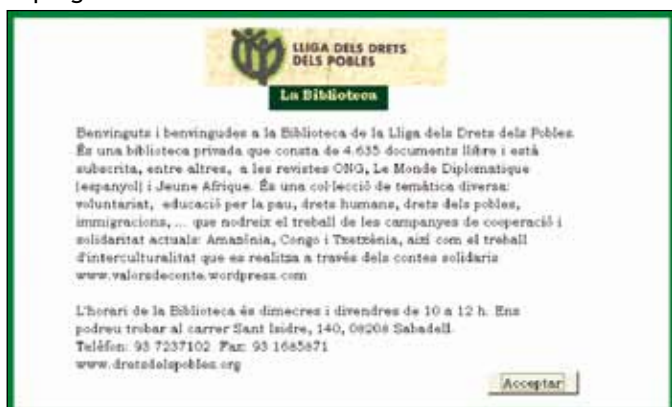 LLIGA DELS DRETS
DELS POBLES
La Biblioteca
Benvinguts i benvingudes a la Biblioteca de la Lliga dels Drets dels Pobles.
És una biblioteca privada que consta de 4.635 documents llibre i està
subscrita, entre altres, a les revistes ONG, Le Monde Diplomatique
(espanyol) i Jeune Afrique. És una col·lecció de temàtica diversa:
voluntariat, educació per la pau, drets humans, drets dels pobles,
immigracions, ... que nodreix el treball de les campanyes de cooperació i
solidaritat actuals: Amazònia, Congo i Txetxènia, així com el treball
d'interculturalitat que es realitza a través dels contes solidaris
www.valorsdeconte.wordpress.com
L'horari de la Biblioteca és dimecres i divendres de 10 a 12 h. Ens
podreu trobar al carrer Sant Isidre, 140, 08208 Sabadell.
Telèfon: 93 7237102 Fax: 93 1685871
www.dretsdelspobles.org
Acceptar